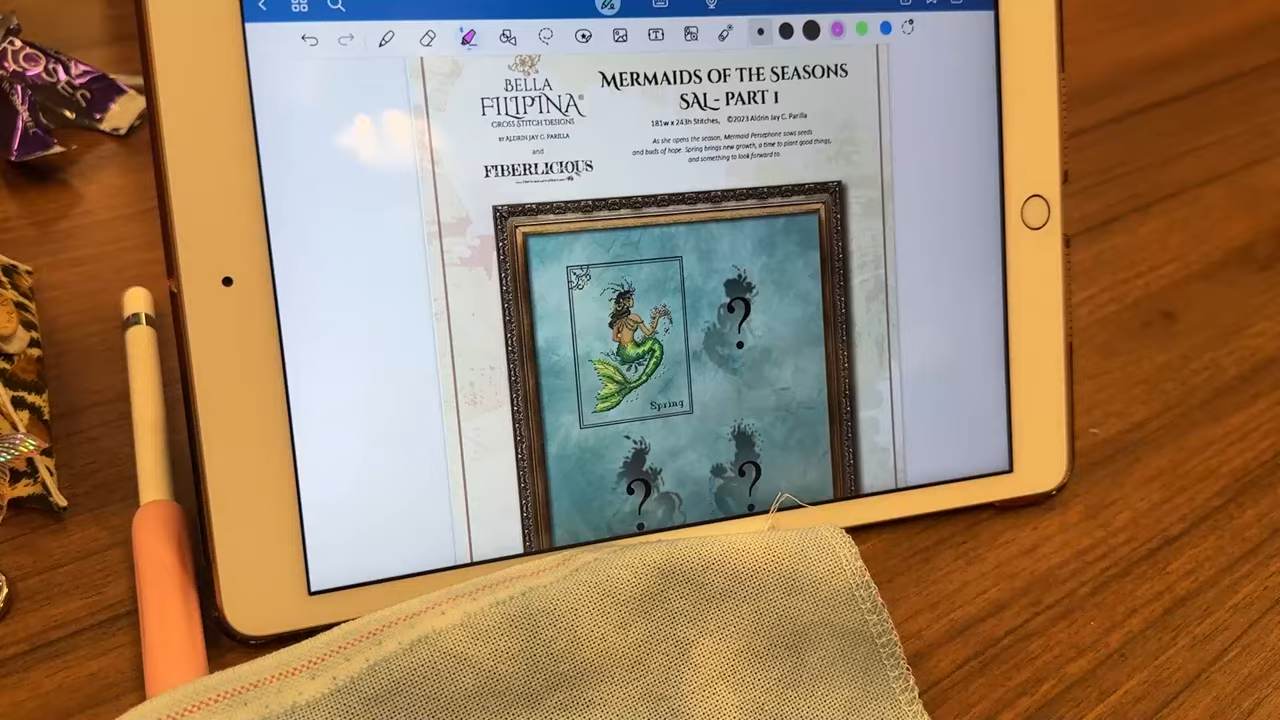 ROSES
BELLA
FILIPINA®
CROSS STITCH DESIGNS
BY ALDRIN JAY C. PARILLA
and
FIBERLICIOUS
MERMAIDS OF THE SEASONS
SAL - PART 1
181w x 243h Stitches, ©2023 Aldrin Jay C. Parilla
As she opens the season, Mermaid Persephone sows seeds
and buds of hope. Spring brings new growth, a time to plant good things,
and something to look forward to.
?
Spring
? ?